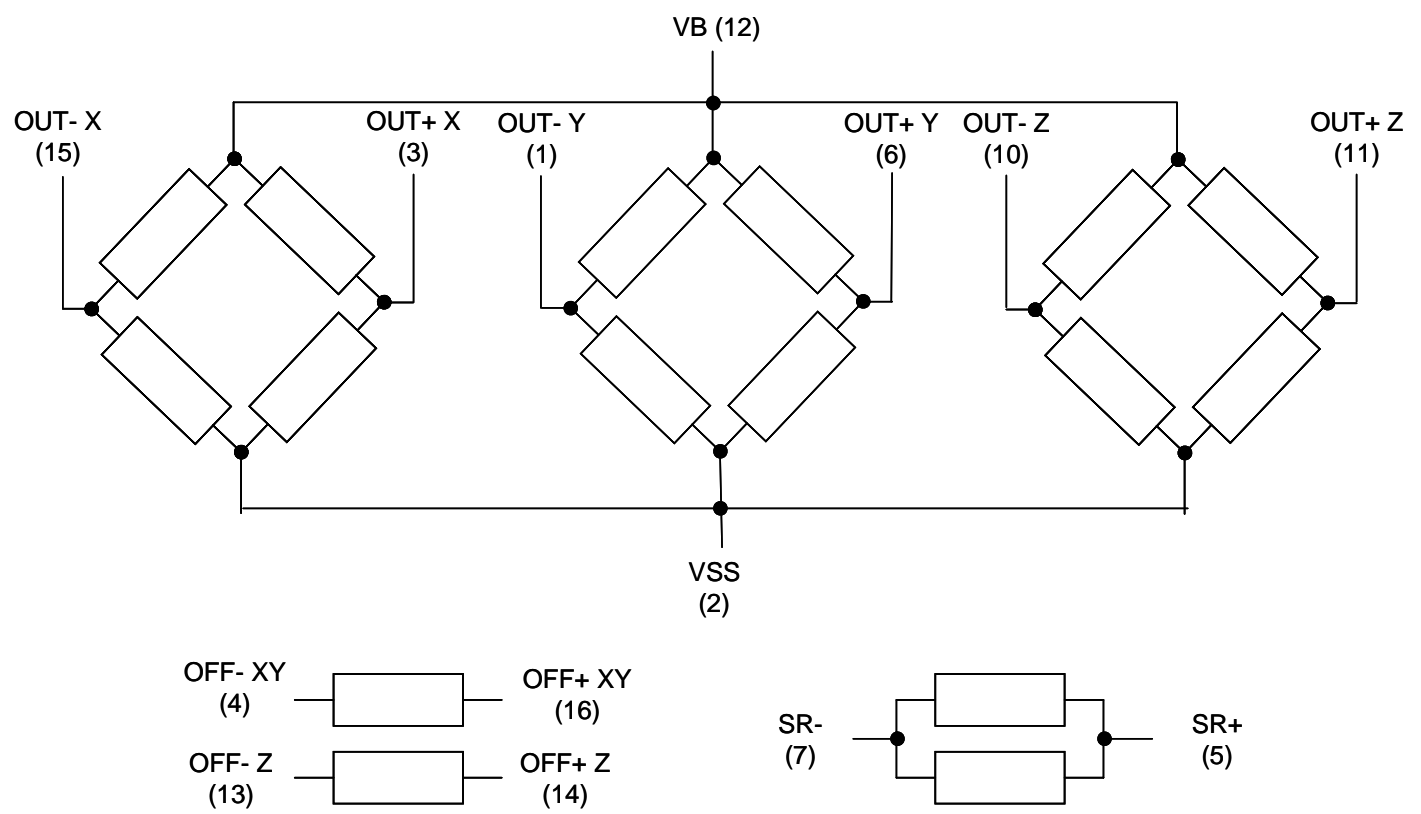 VB (12)
OUT- X
(15)
OUT+ X
(3)
OUT- Y
(1)
OUT+ Y
(6)
OUT- Z
(10)
OUT+ Z
(11)
VSS
(2)
OFF- XY
(4)
OFF+ XY
(16)
OFF- Z
(13)
OFF+ Z
(14)
SR-
(7)
SR+
(5)